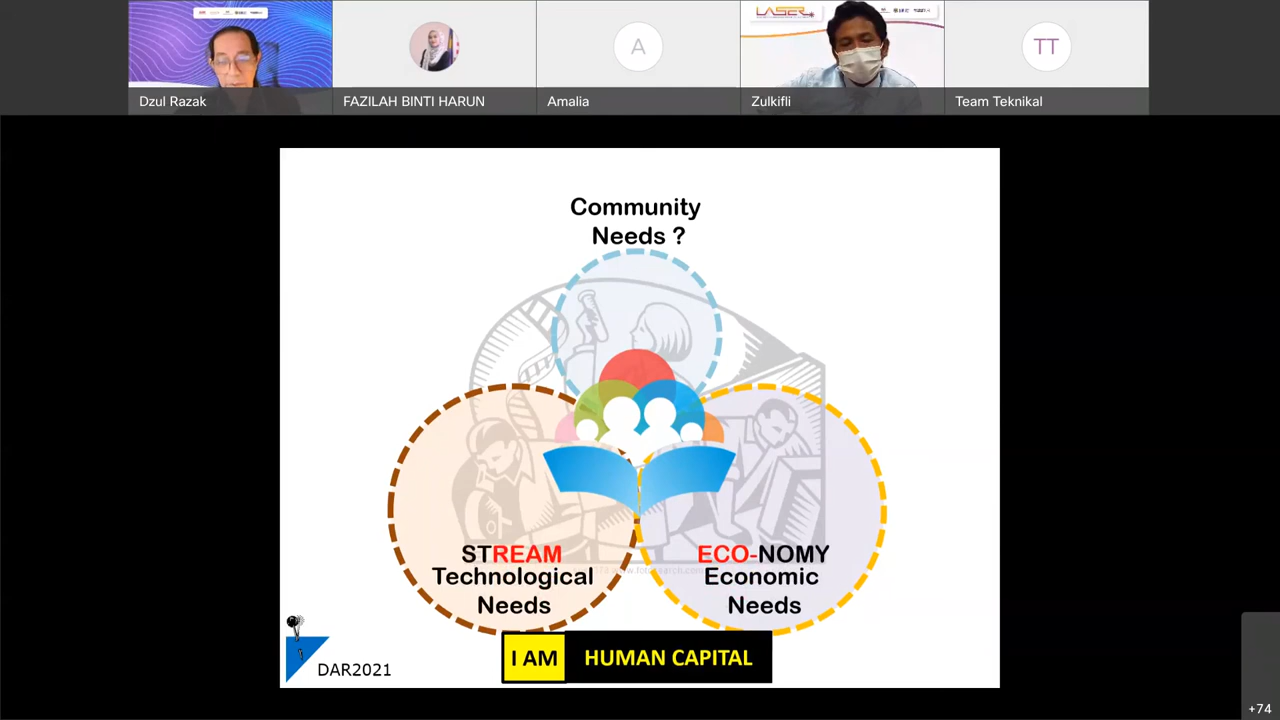 LASER
Dzul Razak
FAZILAH BINTI HARUN
A
Amalia
Zulkifli
TT
Team Teknikal
Community
Needs ?
STREAM
Technological
Needs
ECO-NOMY
Economic
Needs
I AM HUMAN CAPITAL
DAR2021
+74